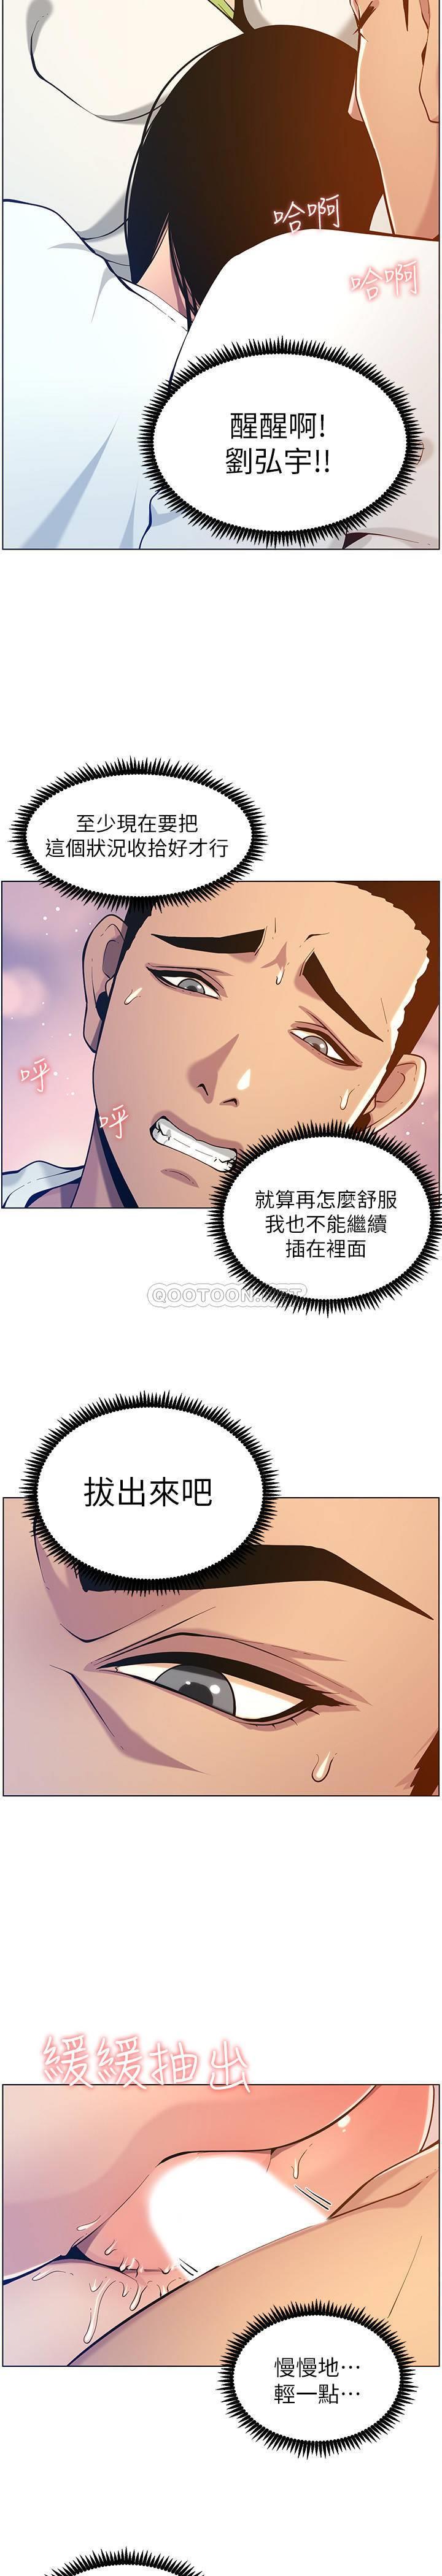 哈啊
哈啊
醒醒啊!
劉弘宇!!
至少現在要把
這個狀況收拾好才行
呼
呼
就算再怎麼舒服
我也不能繼續
插在裡面
QOOTOON.NET
拔出來吧
緩緩抽出
慢慢地…
輕一點…